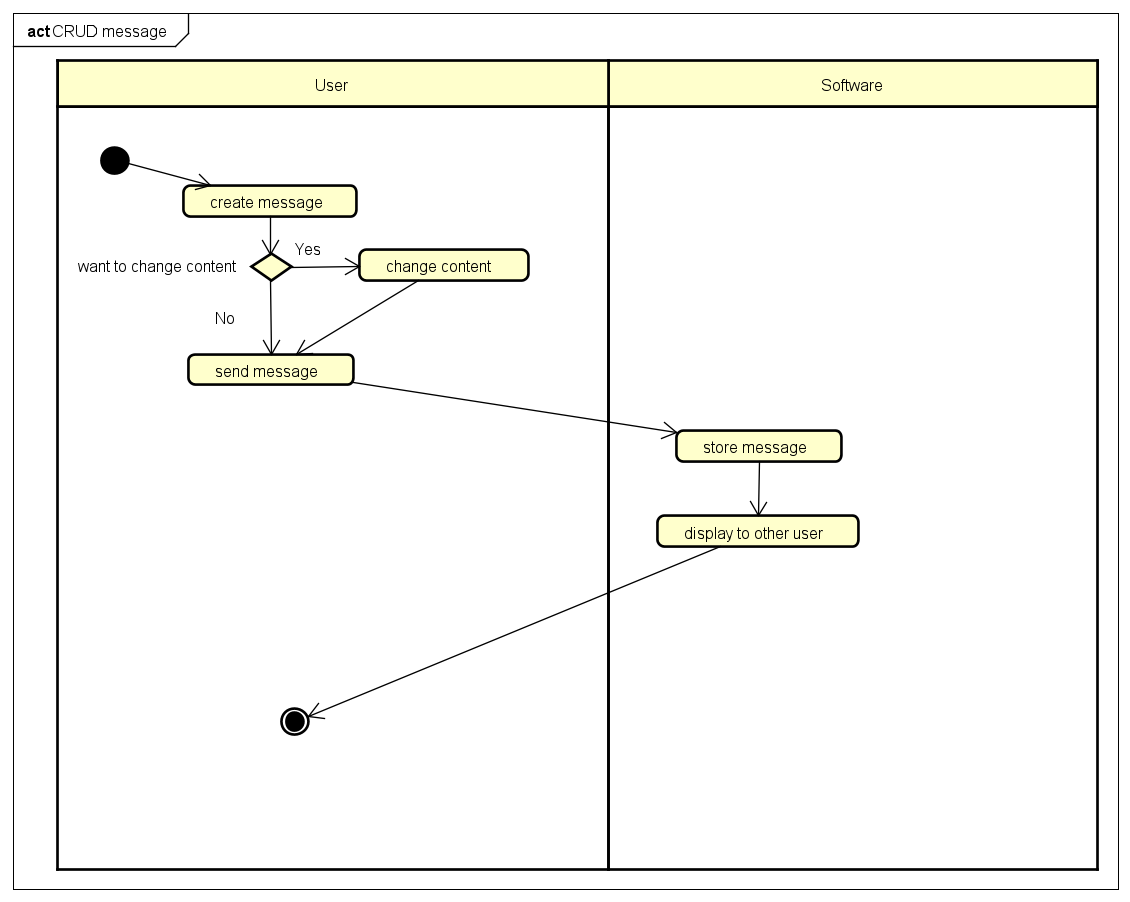 act CRUD message
User
Software
create message
Yes
want to change content
change content
No
send message
store message
display to other user